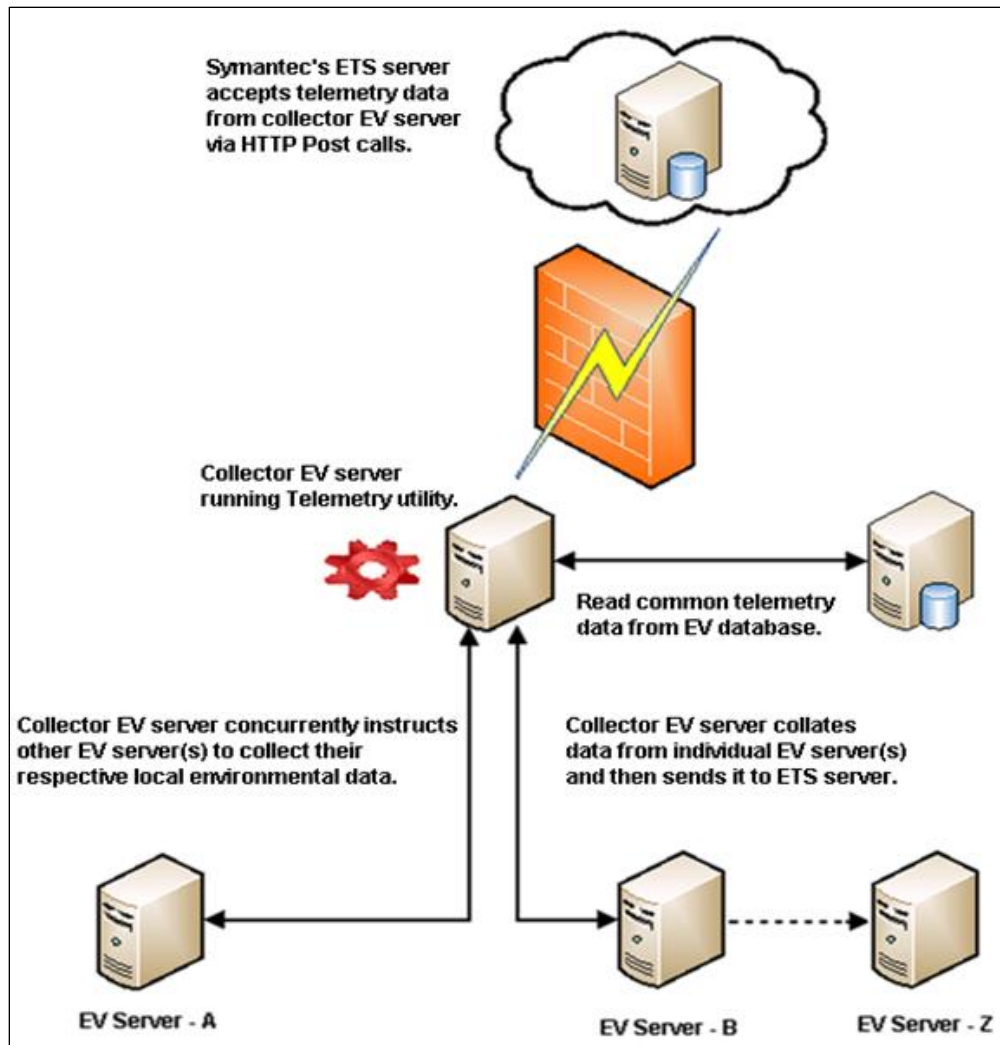 Symantec's ETS server
accepts telemetry data
from collector EV server
via HTTP Post calls.
Collector EV server
running Telemetry utility.
Read common telemetry
data from EV database.
Collector EV server concurrently instructs
other EV server(s) to collect their
respective local environmental data.
Collector EV server collates
data from individual EV server(s)
and then sends it to ETS server.
EV Server - A
EV Server - B
EV Server - Z